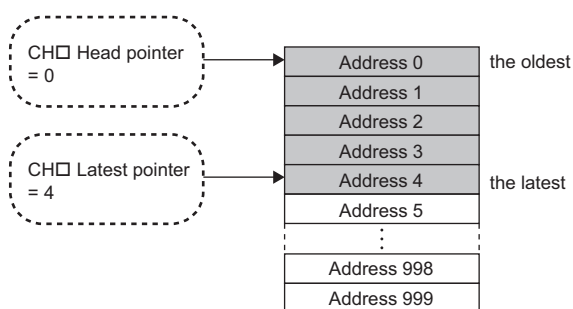 CH□ Head pointer
= 0
Address 0
the oldest
Address 1
Address 2
Address 3
CH□ Latest pointer
= 4
Address 4
the latest
Address 5
⋮
Address 998
Address 999